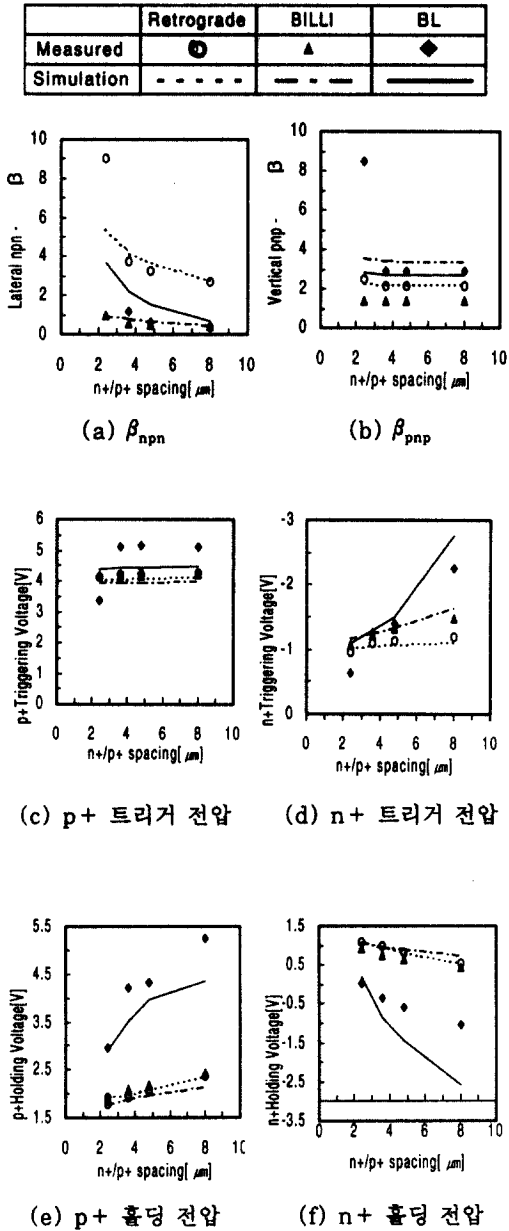 Retrograde BILLI BL
Measured
Simulation
10
8
6
4
2
0
Lateral npn - β
0 2 4 6 8 10
n+/p+ spacing[ μm]
(a) βnpn
10
8
6
4
2
0
Vertical pnp - β
0 2 4 6 8 10
n+/p+ spacing[ μm]
(b) βpnp
6
5
4
3
2
1
0
p+Triggering Voltage[V]
0 2 4 6 8 10
n+/p+ spacing[ μm]
(c) p+ 트리거 전압
-3
-2
-1
0
n+Triggering Voltage[V]
0 2 4 6 8 10
n+/p+ spacing[ μm]
(d) n+ 트리거 전압
5.5
4.5
3.5
2.5
1.5
p+Holding Voltage[V]
0 2 4 6 8 10
n+/p+ spacing[ μm]
(e) p+ 홀딩 전압
1.5
0.5
-0.5
-1.5
-2.5
-3.5
n+Holding Voltage[V]
0 2 4 6 8 10
n+/p+ spacing[ μm]
(f) n+ 홀딩 전압